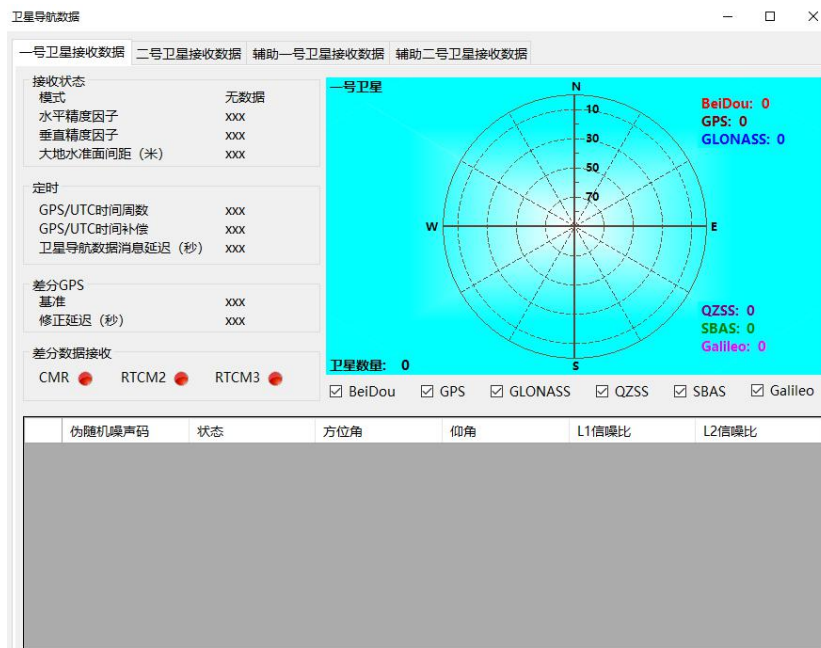 卫星导航数据
一号卫星接收数据 二号卫星接收数据 辅助一号卫星接收数据 辅助二号卫星接收数据
接收状态
模式 无数据
水平精度因子 xxx
垂直精度因子 xxx
大地水准面间距（米） xxx
定时
GPS/UTC时间周数 xxx
GPS/UTC时间补偿 xxx
卫星导航数据消息延迟（秒） xxx
差分GPS
基准 xxx
修正延迟（秒） xxx
差分数据接收
CMR RTCM2 RTCM3
一号卫星
N
10
30
50
70
W
E
S
BeiDou: 0
GPS: 0
GLONASS: 0
QZSS: 0
SBAS: 0
Galileo: 0
卫星数量: 0
BeiDou GPS GLONASS QZSS SBAS Galileo
伪随机噪声码 状态 方位角 仰角 L1信噪比 L2信噪比